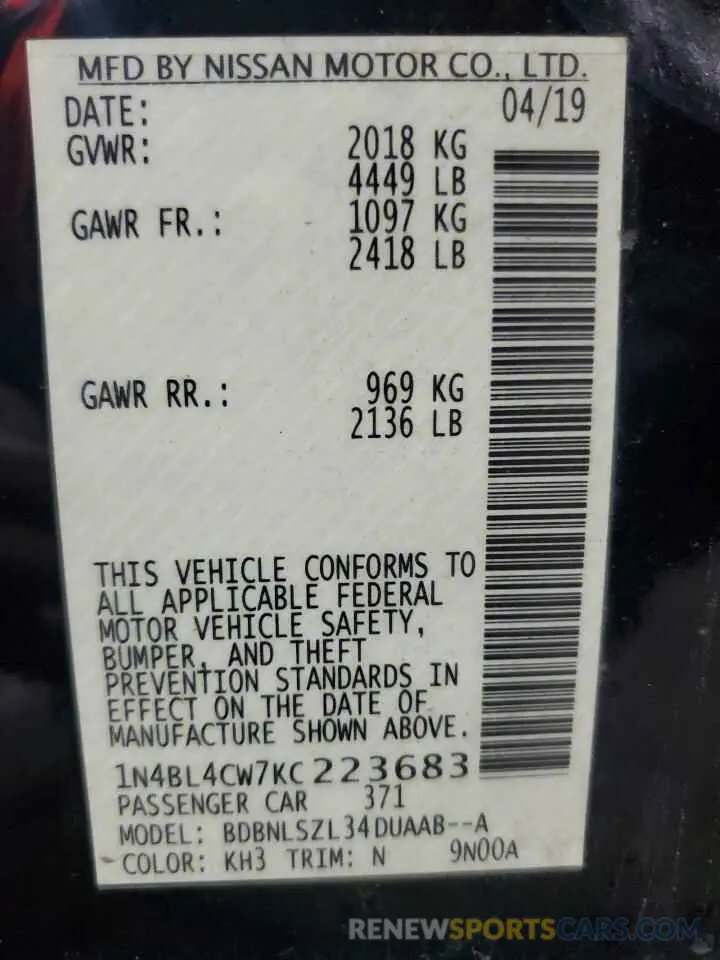 MFD BY NISSAN MOTOR CO., LTD.
DATE: 04/19
GVWR: 2018 KG
4449 LB
GAWR FR.: 1097 KG
2418 LB
GAWR RR.: 969 KG
2136 LB
THIS VEHICLE CONFORMS TO
ALL APPLICABLE FEDERAL
MOTOR VEHICLE SAFETY,
BUMPER, AND THEFT
PREVENTION STANDARDS IN
EFFECT ON THE DATE OF
MANUFACTURE SHOWN ABOVE.
1N4BL4CW7KC223683
PASSENGER CAR 371
MODEL: BDBNLSZL34DUAAB--A
COLOR: KH3 TRIM: N 9N00A
RENEWSPORTSCARS.COM